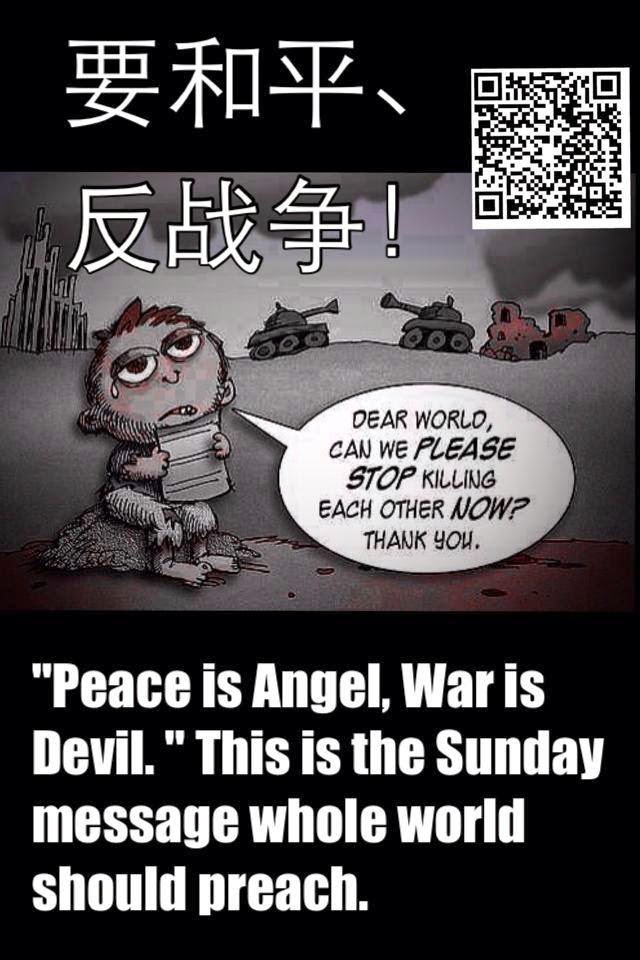 要和平、
反战争！
DEAR WORLD,
CAN WE PLEASE
STOP KILLING
EACH OTHER NOW?
THANK YOU.
"Peace is Angel, War is
Devil. " This is the Sunday
message whole world
should preach.